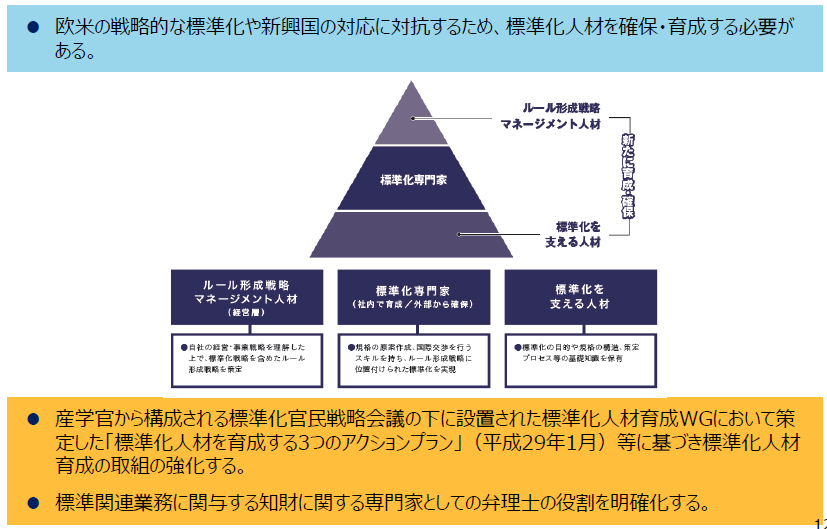 ● 欧米の戦略的な標準化や新興国の対応に対抗するため、標準化人材を確保・育成する必要が
ある。
ルール形成戦略
マネージメント人材
標準化専門家
新たに育成・確保
標準化を
支える人材
ルール形成戦略
マネージメント人材
(経営層)
●自社の経営・事業戦略を理解した
上で、標準化戦略を含めたルール
形成戦略を策定
標準化専門家
(社内で育成/外部から確保)
●規格の原案作成、国際交渉を行う
スキルを持ち、ルール形成戦略に
位置付けられた標準化を実現
標準化を
支える人材
●標準化の目的や規格の構造、策定
プロセス等の基礎知識を保有
● 産学官から構成される標準化官民戦略会議の下に設置された標準化人材育成WGにおいて策
定した「標準化人材を育成する3つのアクションプラン」(平成29年1月)等に基づき標準化人材
育成の取組の強化する。
● 標準関連業務に関与する知財に関する専門家としての弁理士の役割を明確化する。